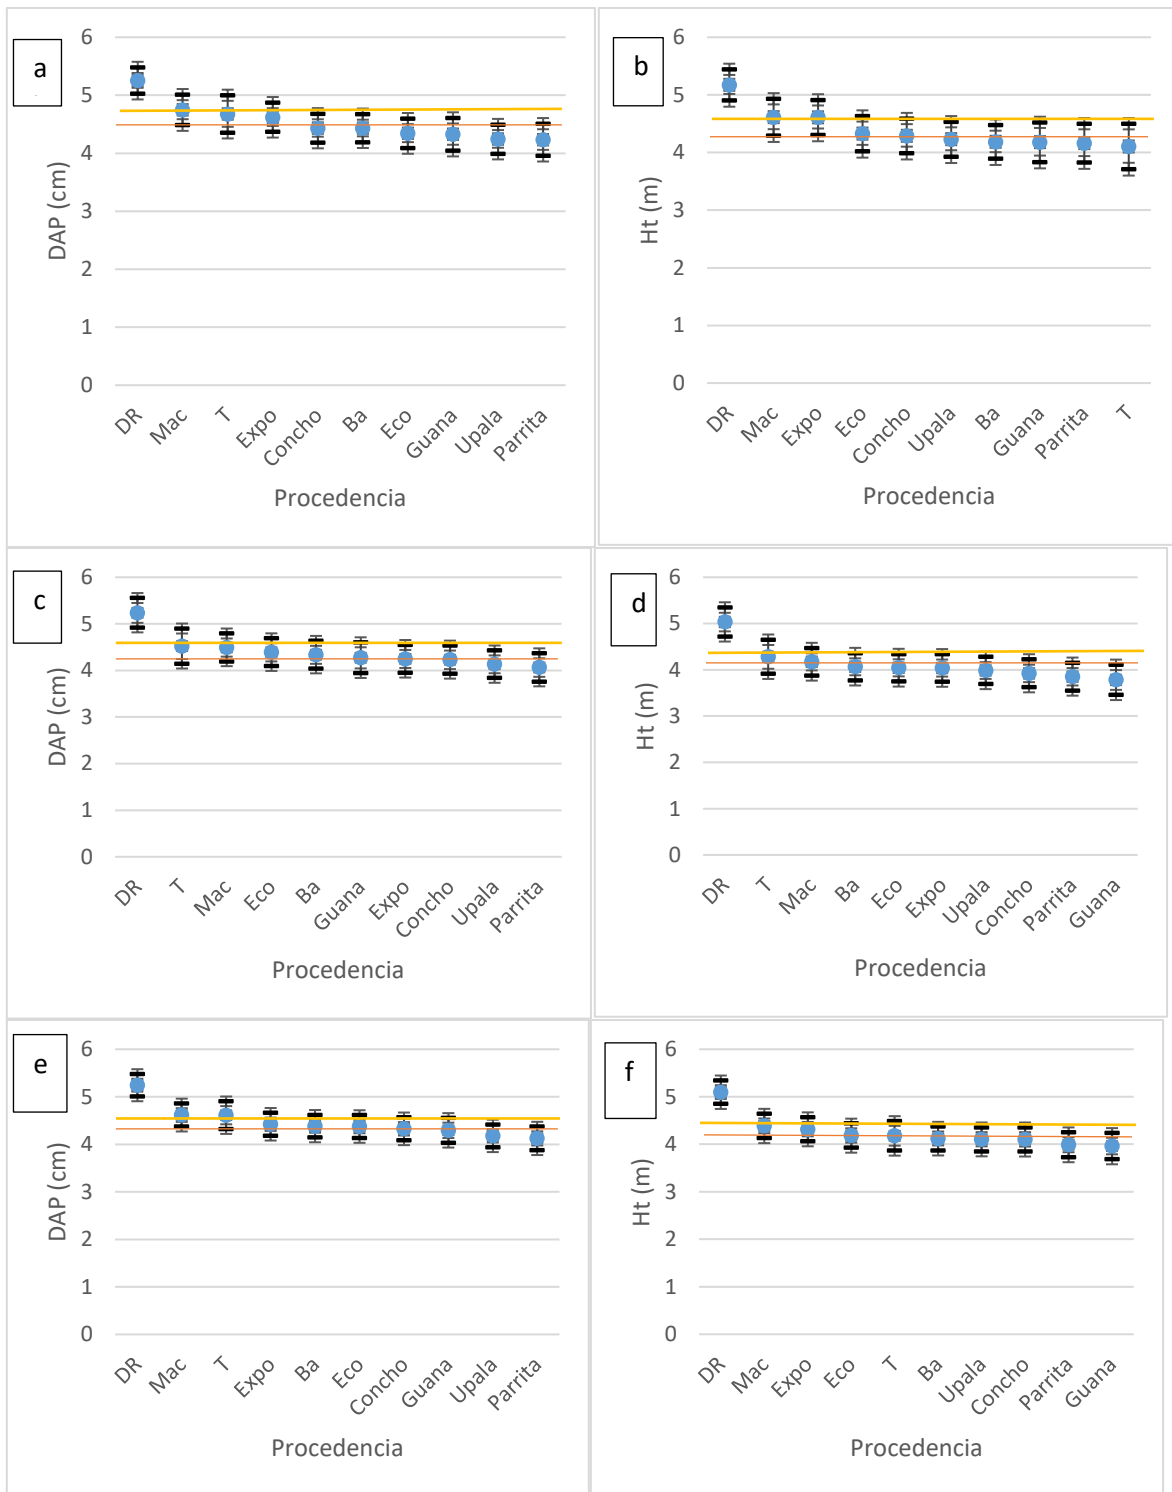 a
DAP (cm)
6
5
4
3
2
1
0
DR Mac T Expo Concho Ba Eco Guana Upala Parrita
Procedencia
b
Ht (m)
6
5
4
3
2
1
0
DR Mac Expo Eco Concho Upala Ba Guana Parrita T
Procedencia
c
DAP (cm)
6
5
4
3
2
1
0
DR T Mac Eco Ba Guana Expo Concho Upala Parrita
Procedencia
d
Ht (m)
6
5
4
3
2
1
0
DR T Mac Ba Eco Expo Upala Concho Parrita Guana
Procedencia
e
DAP (cm)
6
5
4
3
2
1
0
DR Mac T Expo Ba Eco Concho Guana Upala Parrita
Procedencia
f
Ht (m)
6
5
4
3
2
1
0
DR Mac Expo Eco T Ba Upala Concho Parrita Guana
Procedencia